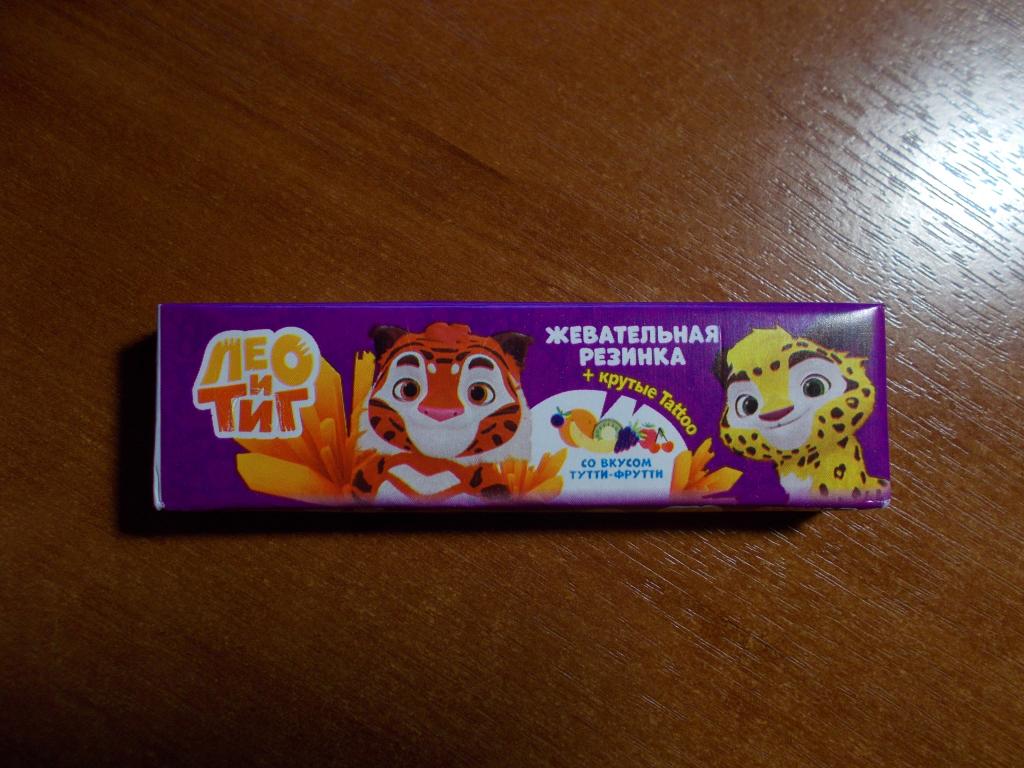 ЛЕО
и
ТИГ
ЖЕВАТЕЛЬНАЯ
РЕЗИНКА
+ крутые Tattoo
СО ВКУСОМ
ТУТТИ-ФРУТТИ